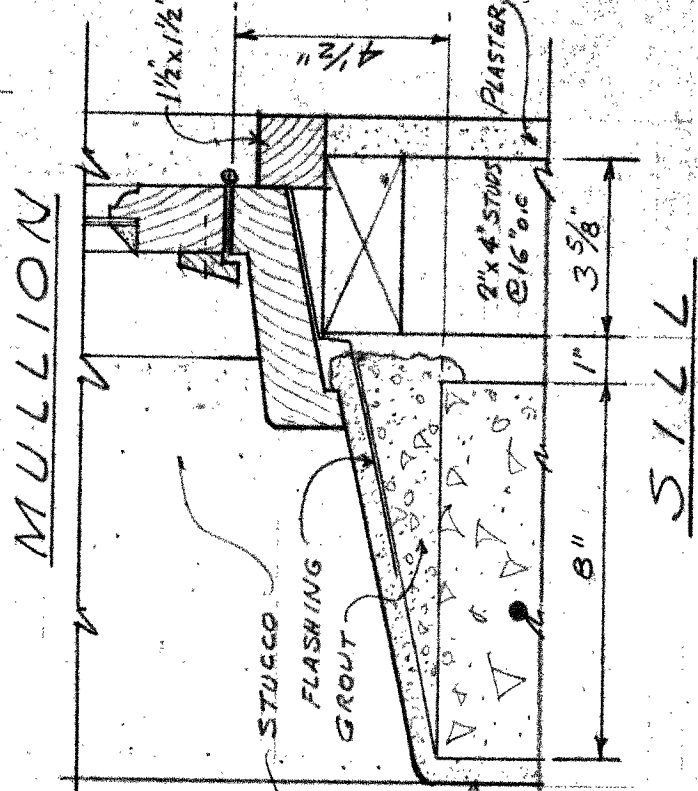 MULLION
1½"x1½"
4½"
PLASTER
2"x4" STUDS
@16" o.c
3 5/8"
1"
8"
STUCCO
FLASHING
GROUT
SILL